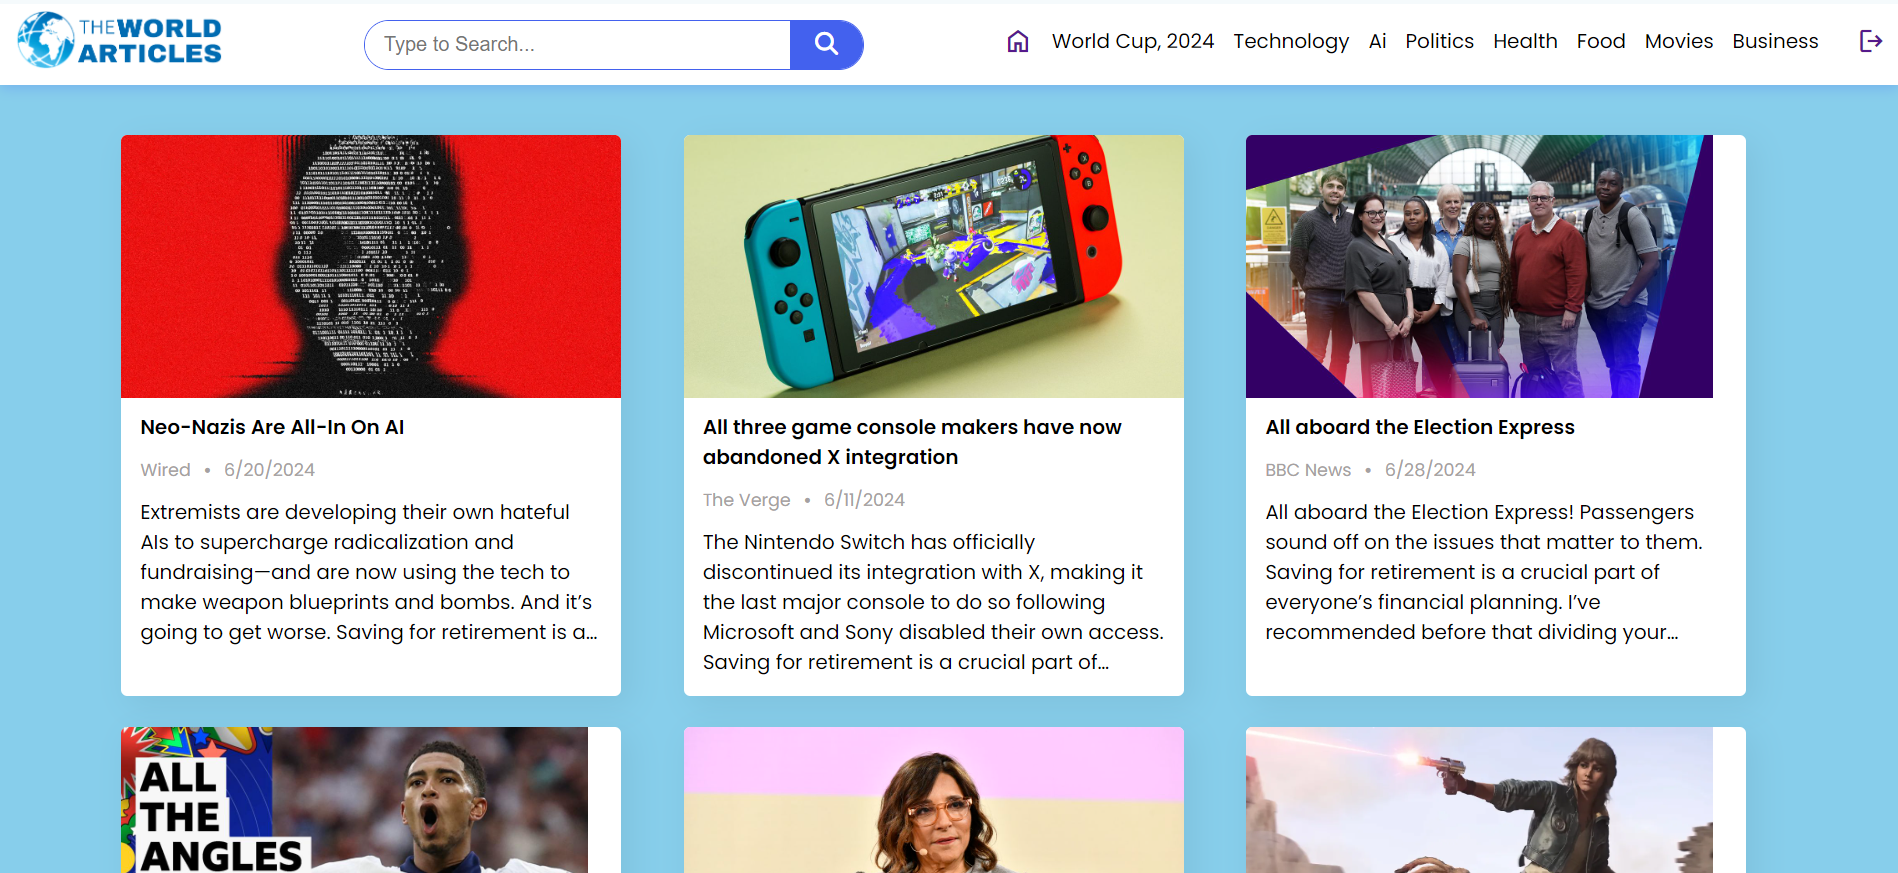 THE WORLD
ARTICLES
Type to Search...
World Cup, 2024 Technology Ai Politics Health Food Movies Business
Neo-Nazis Are All-In On AI
Wired • 6/20/2024
Extremists are developing their own hateful
AIs to supercharge radicalization and
fundraising—and are now using the tech to
make weapon blueprints and bombs. And it’s
going to get worse. Saving for retirement is a...
All three game console makers have now
abandoned X integration
The Verge • 6/11/2024
The Nintendo Switch has officially
discontinued its integration with X, making it
the last major console to do so following
Microsoft and Sony disabled their own access.
Saving for retirement is a crucial part of...
All aboard the Election Express
BBC News • 6/28/2024
All aboard the Election Express! Passengers
sound off on the issues that matter to them.
Saving for retirement is a crucial part of
everyone’s financial planning. I’ve
recommended before that dividing your...
ALL
THE
ANGLES